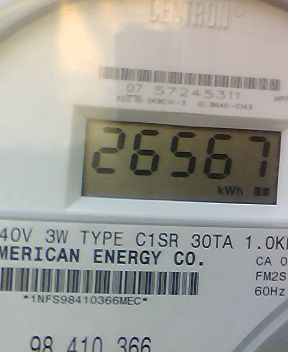 CENTRON
07 57245311
26567
kWh
40V 3W TYPE C1SR 30TA 1.0K
MERICAN ENERGY CO.
CA 0
FM2S
60Hz
*1NFS98410366MEC*
98 410 366